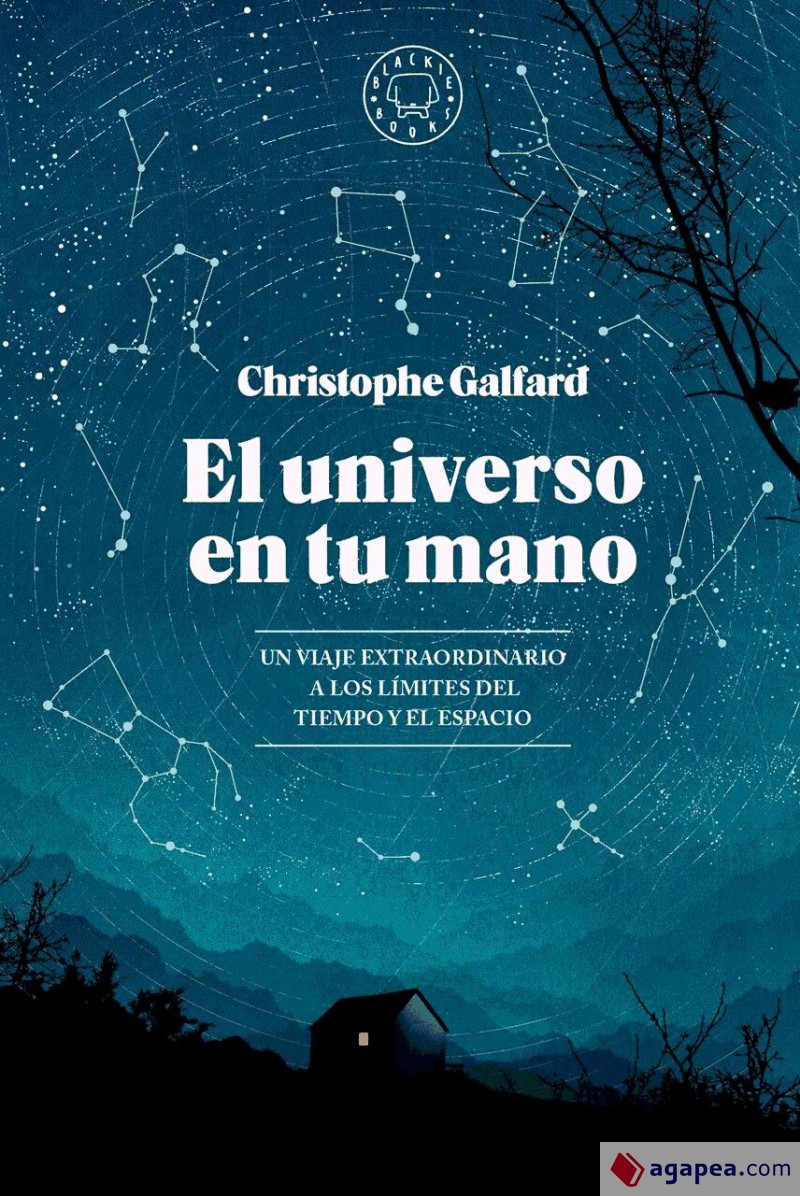 BLACKIE
BOOKS
Christophe Galfard
El universo
en tu mano
UN VIAJE EXTRAORDINARIO
A LOS LÍMITES DEL
TIEMPO Y EL ESPACIO
agapea.com